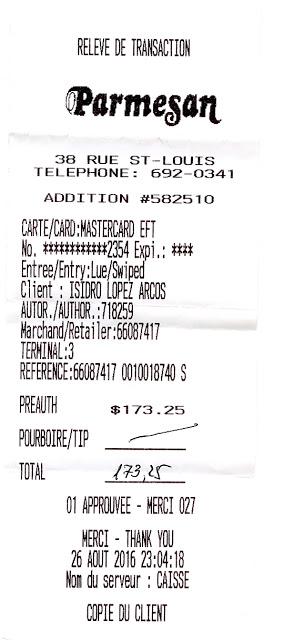 RELEVE DE TRANSACTION
Parmesan
38 RUE ST-LOUIS
TELEPHONE: 692-0341
ADDITION #582510
CARTE/CARD:MASTERCARD EFT
No. ************2354 Expi.: ****
Entree/Entry:Lue/Swiped
Client : ISIDRO LOPEZ ARCOS
AUTOR./AUTHOR.:718259
Marchand/Retailer:66087417
TERMINAL:3
REFERENCE:66087417 0010018740 S
PREAUTH $173.25
POURBOIRE/TIP
TOTAL 173,25
01 APPROUVEE - MERCI 027
MERCI - THANK YOU
26 AOUT 2016 23:04:18
Nom du serveur : CAISSE
COPIE DU CLIENT